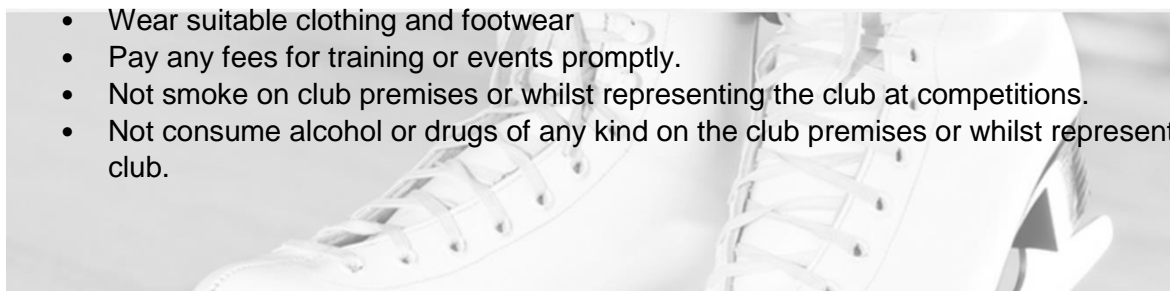 • Wear suitable clothing and footwear
• Pay any fees for training or events promptly.
• Not smoke on club premises or whilst representing the club at competitions.
• Not consume alcohol or drugs of any kind on the club premises or whilst represent
club.